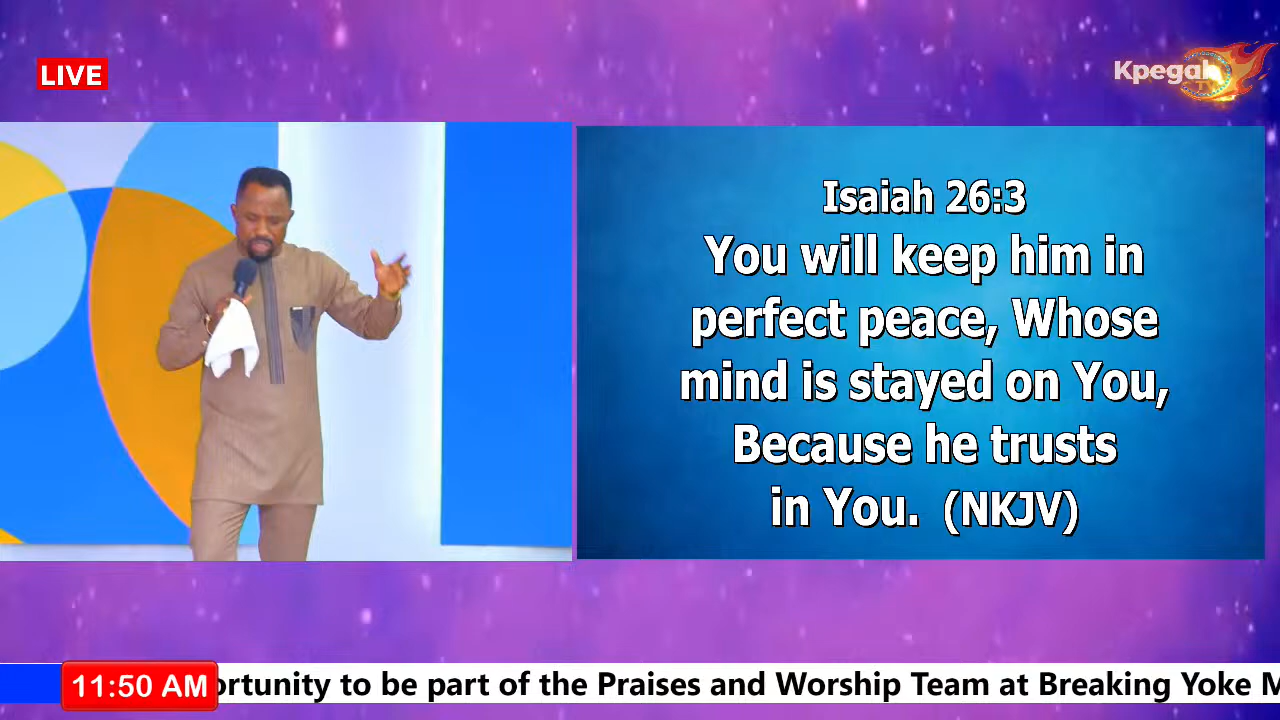 LIVE
Kpegah
TV
Isaiah 26:3
You will keep him in
perfect peace, Whose
mind is stayed on You,
Because he trusts
in You. (NKJV)
11:50 AM
ortunity to be part of the Praises and Worship Team at Breaking Yoke M